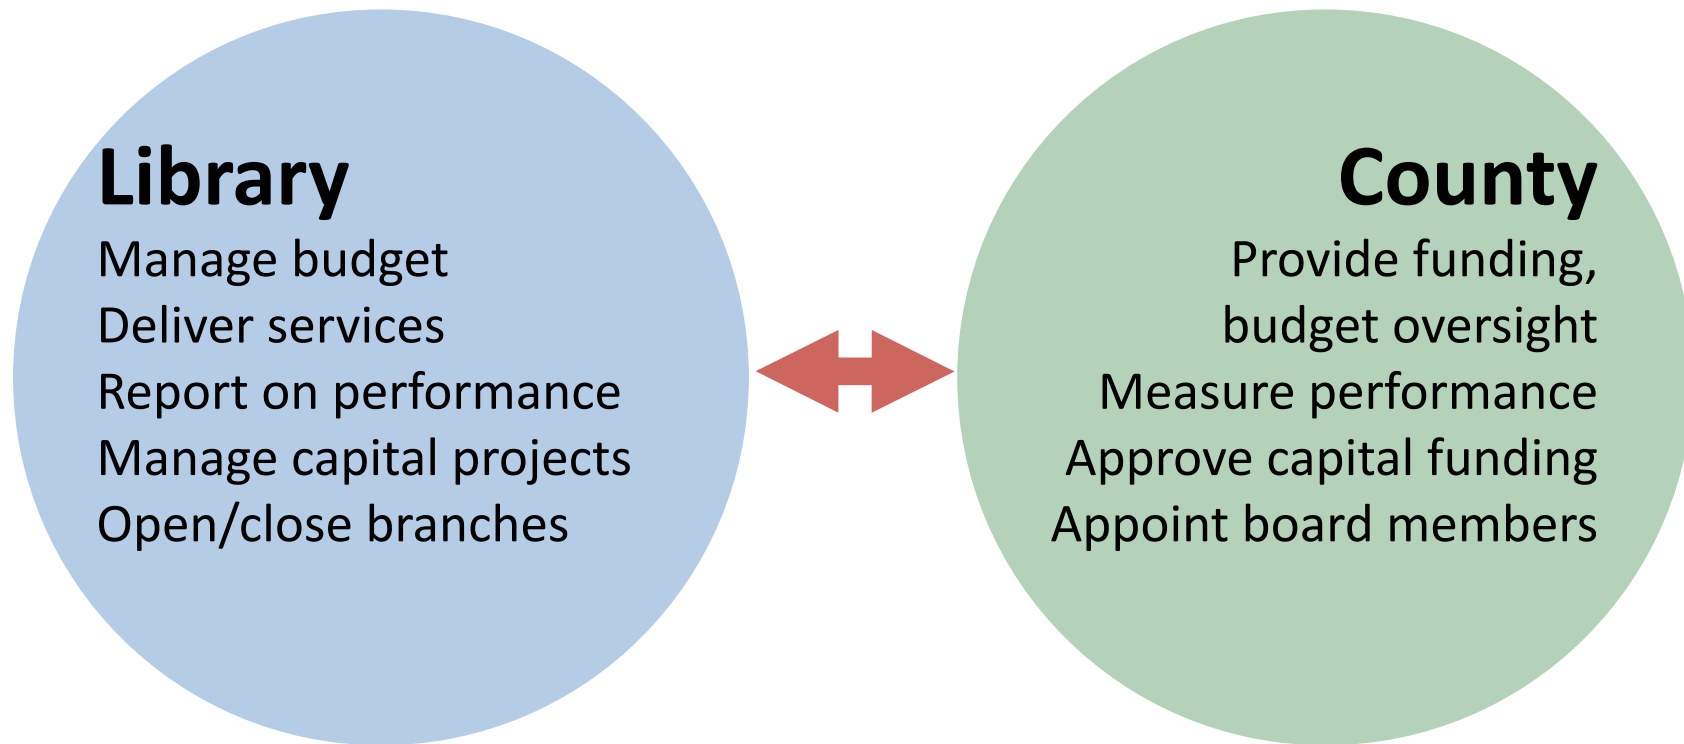 Library
Manage budget
Deliver services
Report on performance
Manage capital projects
Open/close branches
County
Provide funding,
budget oversight
Measure performance
Approve capital funding
Appoint board members